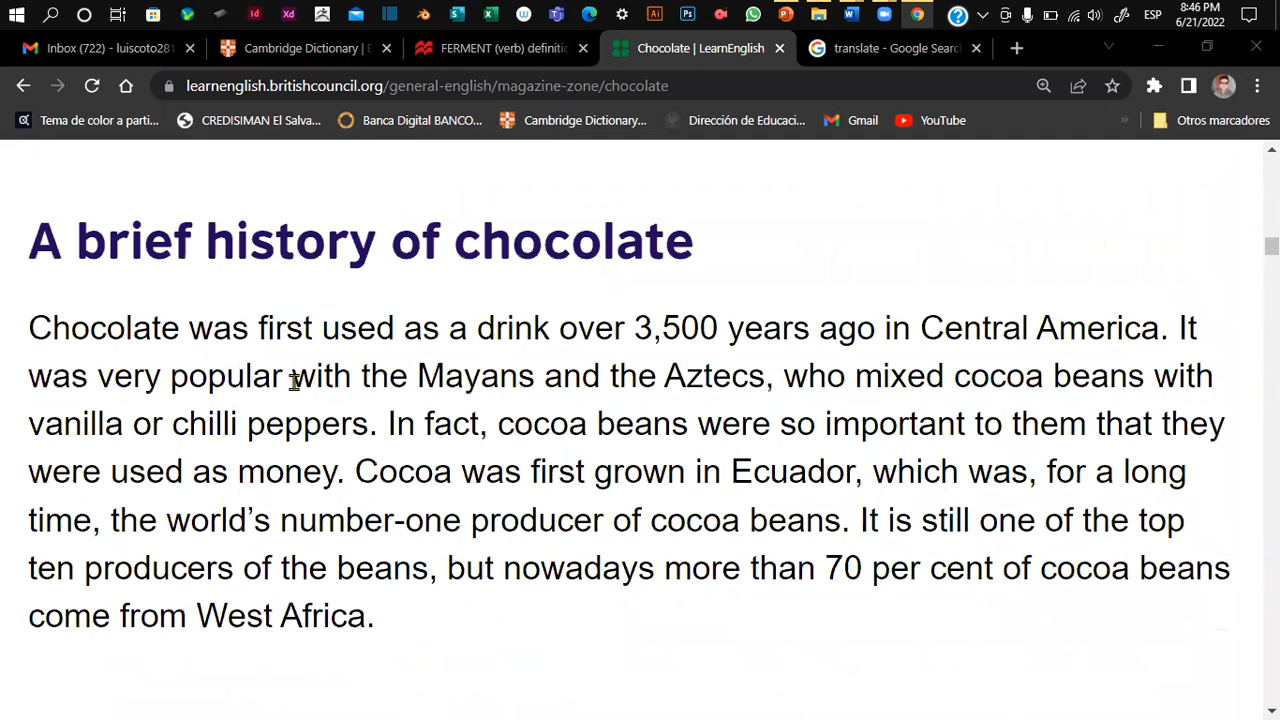 8:46 PM
ESP
6/21/2022
Inbox (722) - luiscoto281
Cambridge Dictionary | E
FERMENT (verb) definitio
Chocolate | LearnEnglish
translate - Google Search
learnenglish.britishcouncil.org/general-english/magazine-zone/chocolate
Tema de color a parti...
CREDISIMAN El Salva...
Banca Digital BANCO...
Cambridge Dictionary...
Dirección de Educaci...
Gmail
YouTube
»
Otros marcadores
A brief history of chocolate
Chocolate was first used as a drink over 3,500 years ago in Central America. It
was very popular with the Mayans and the Aztecs, who mixed cocoa beans with
vanilla or chilli peppers. In fact, cocoa beans were so important to them that they
were used as money. Cocoa was first grown in Ecuador, which was, for a long
time, the world's number-one producer of cocoa beans. It is still one of the top
ten producers of the beans, but nowadays more than 70 per cent of cocoa beans
come from West Africa.